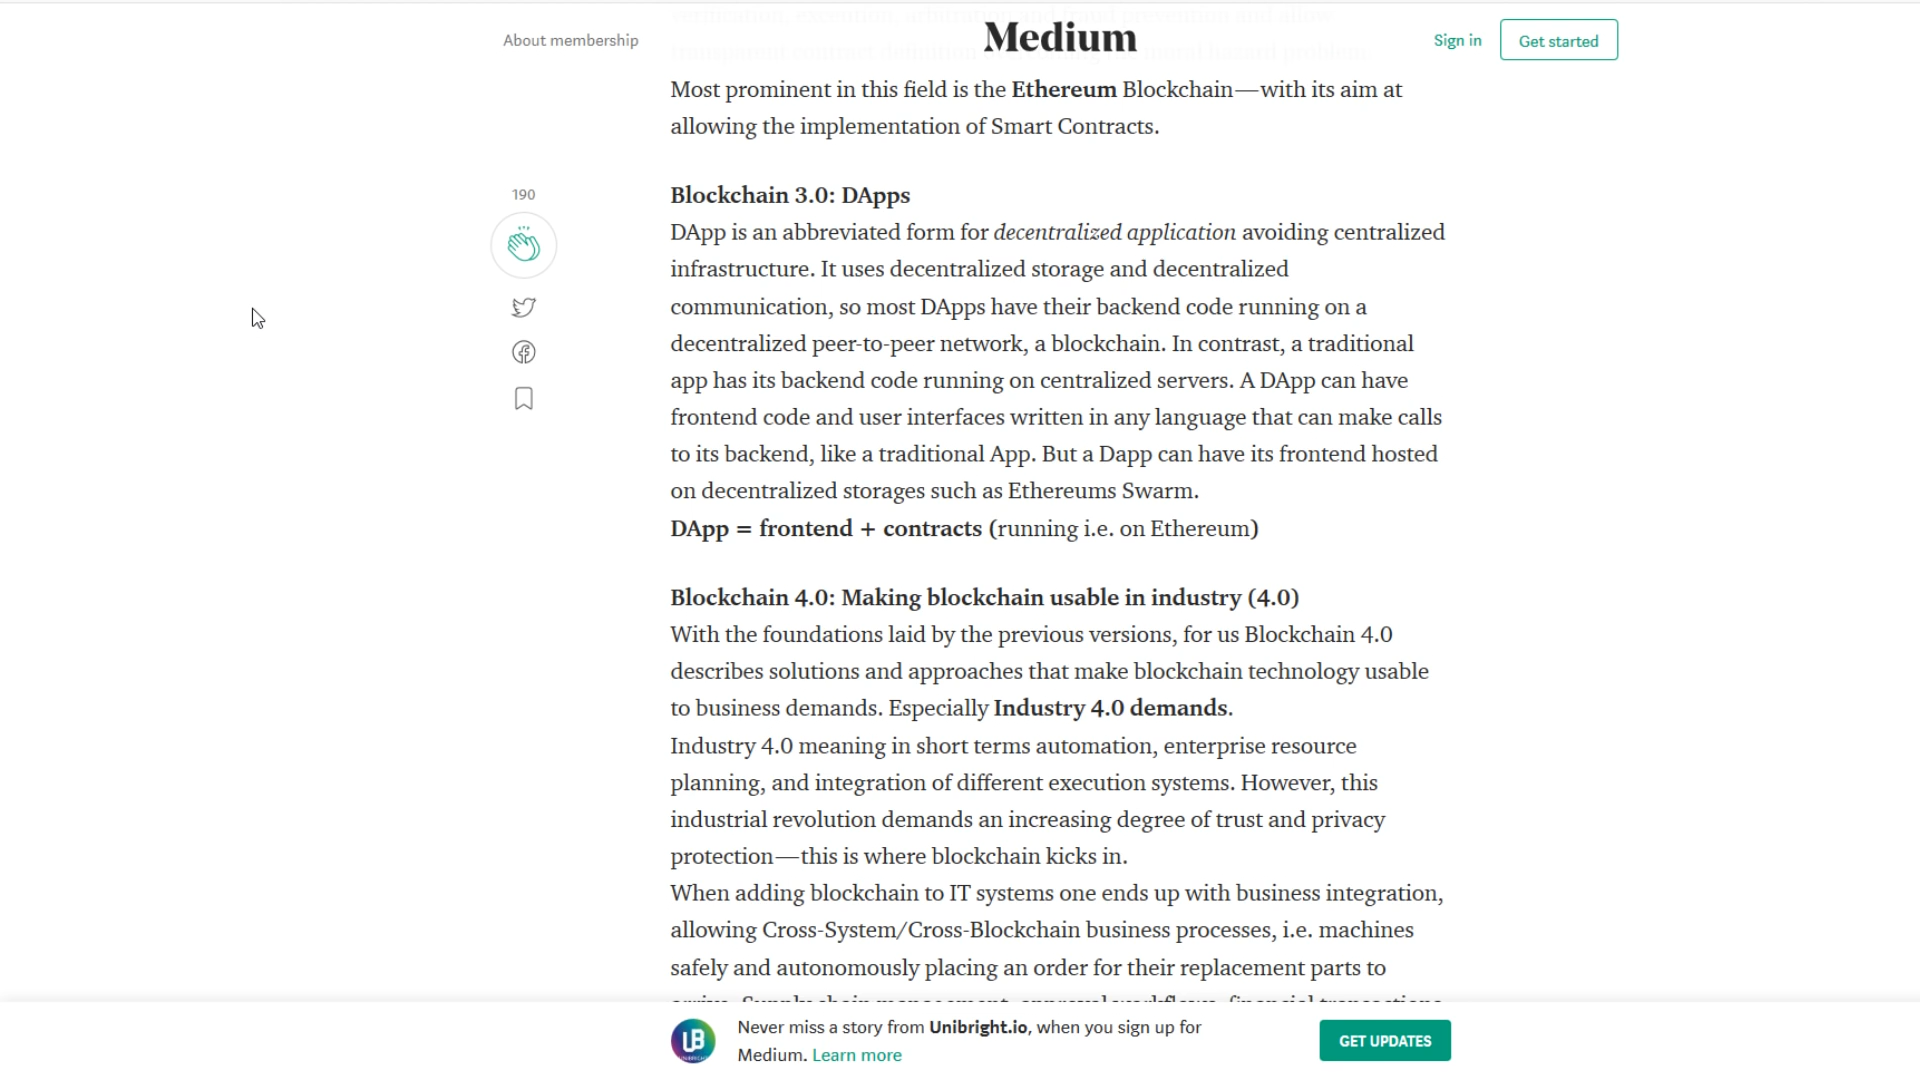 About membership
Medium
Sign in
Get started
Most prominent in this field is the Ethereum Blockchain—with its aim at
allowing the implementation of Smart Contracts.
190
Blockchain 3.0: DApps
DApp is an abbreviated form for decentralized application avoiding centralized
infrastructure. It uses decentralized storage and decentralized
communication, so most DApps have their backend code running on a
decentralized peer-to-peer network, a blockchain. In contrast, a traditional
app has its backend code running on centralized servers. A DApp can have
frontend code and user interfaces written in any language that can make calls
to its backend, like a traditional App. But a Dapp can have its frontend hosted
on decentralized storages such as Ethereums Swarm.
DApp = frontend + contracts (running i.e. on Ethereum)
Blockchain 4.0: Making blockchain usable in industry (4.0)
With the foundations laid by the previous versions, for us Blockchain 4.0
describes solutions and approaches that make blockchain technology usable
to business demands. Especially Industry 4.0 demands.
Industry 4.0 meaning in short terms automation, enterprise resource
planning, and integration of different execution systems. However, this
industrial revolution demands an increasing degree of trust and privacy
protection—this is where blockchain kicks in.
When adding blockchain to IT systems one ends up with business integration,
allowing Cross-System/Cross-Blockchain business processes, i.e. machines
safely and autonomously placing an order for their replacement parts to
UB
Never miss a story from Unibright.io, when you sign up for
Medium. Learn more
GET UPDATES